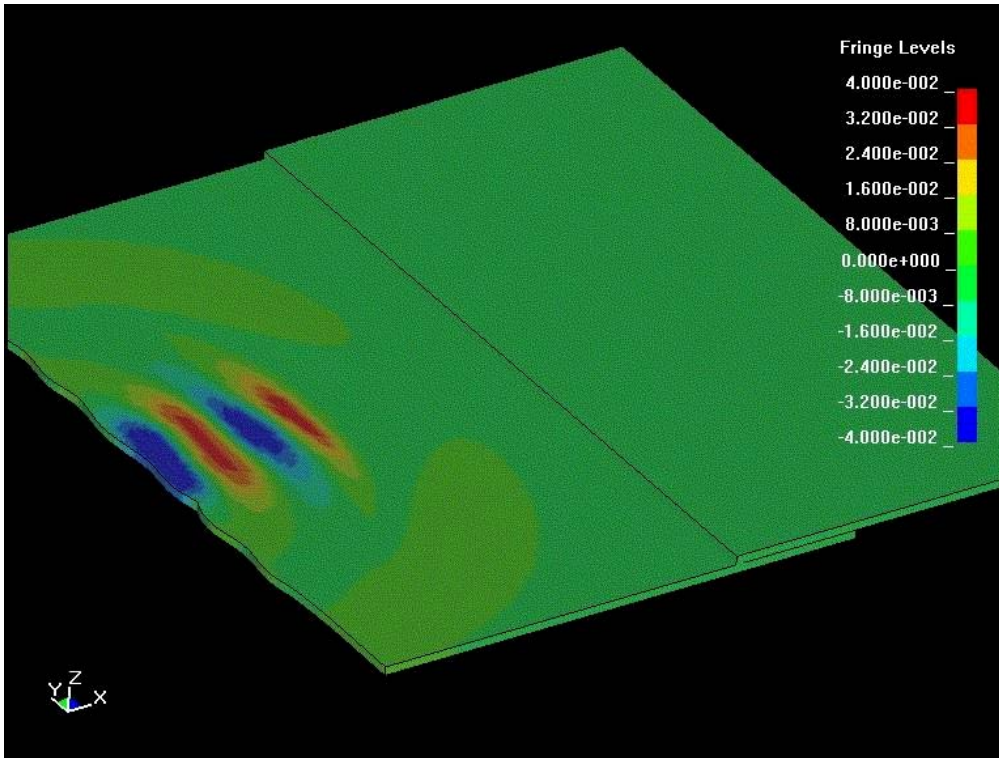 Fringe Levels
4.000e-002 _
3.200e-002 _
2.400e-002 _
1.600e-002 _
8.000e-003 _
0.000e+000 _
-8.000e-003 _
-1.600e-002 _
-2.400e-002 _
-3.200e-002 _
-4.000e-002 _
Y Z X